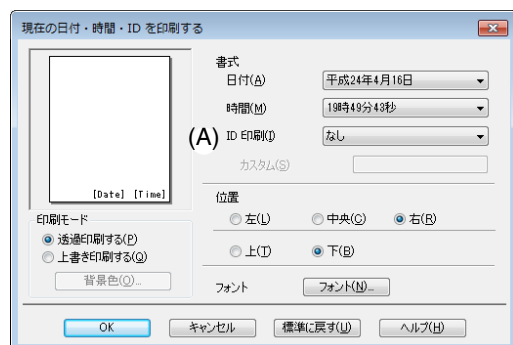 現在の日付・時間・ID を印刷する
[Date] [Time]
印刷モード
透過印刷する(P)
上書き印刷する(Q)
背景色(O)...
書式
日付(A) 平成24年4月16日
時間(M) 19時49分43秒
(A) ID 印刷(I) なし
カスタム(S)
位置
左(L) 中央(C) 右(R)
上(T) 下(B)
フォント フォント(N)...
OK キャンセル 標準に戻す(U) ヘルプ(H)